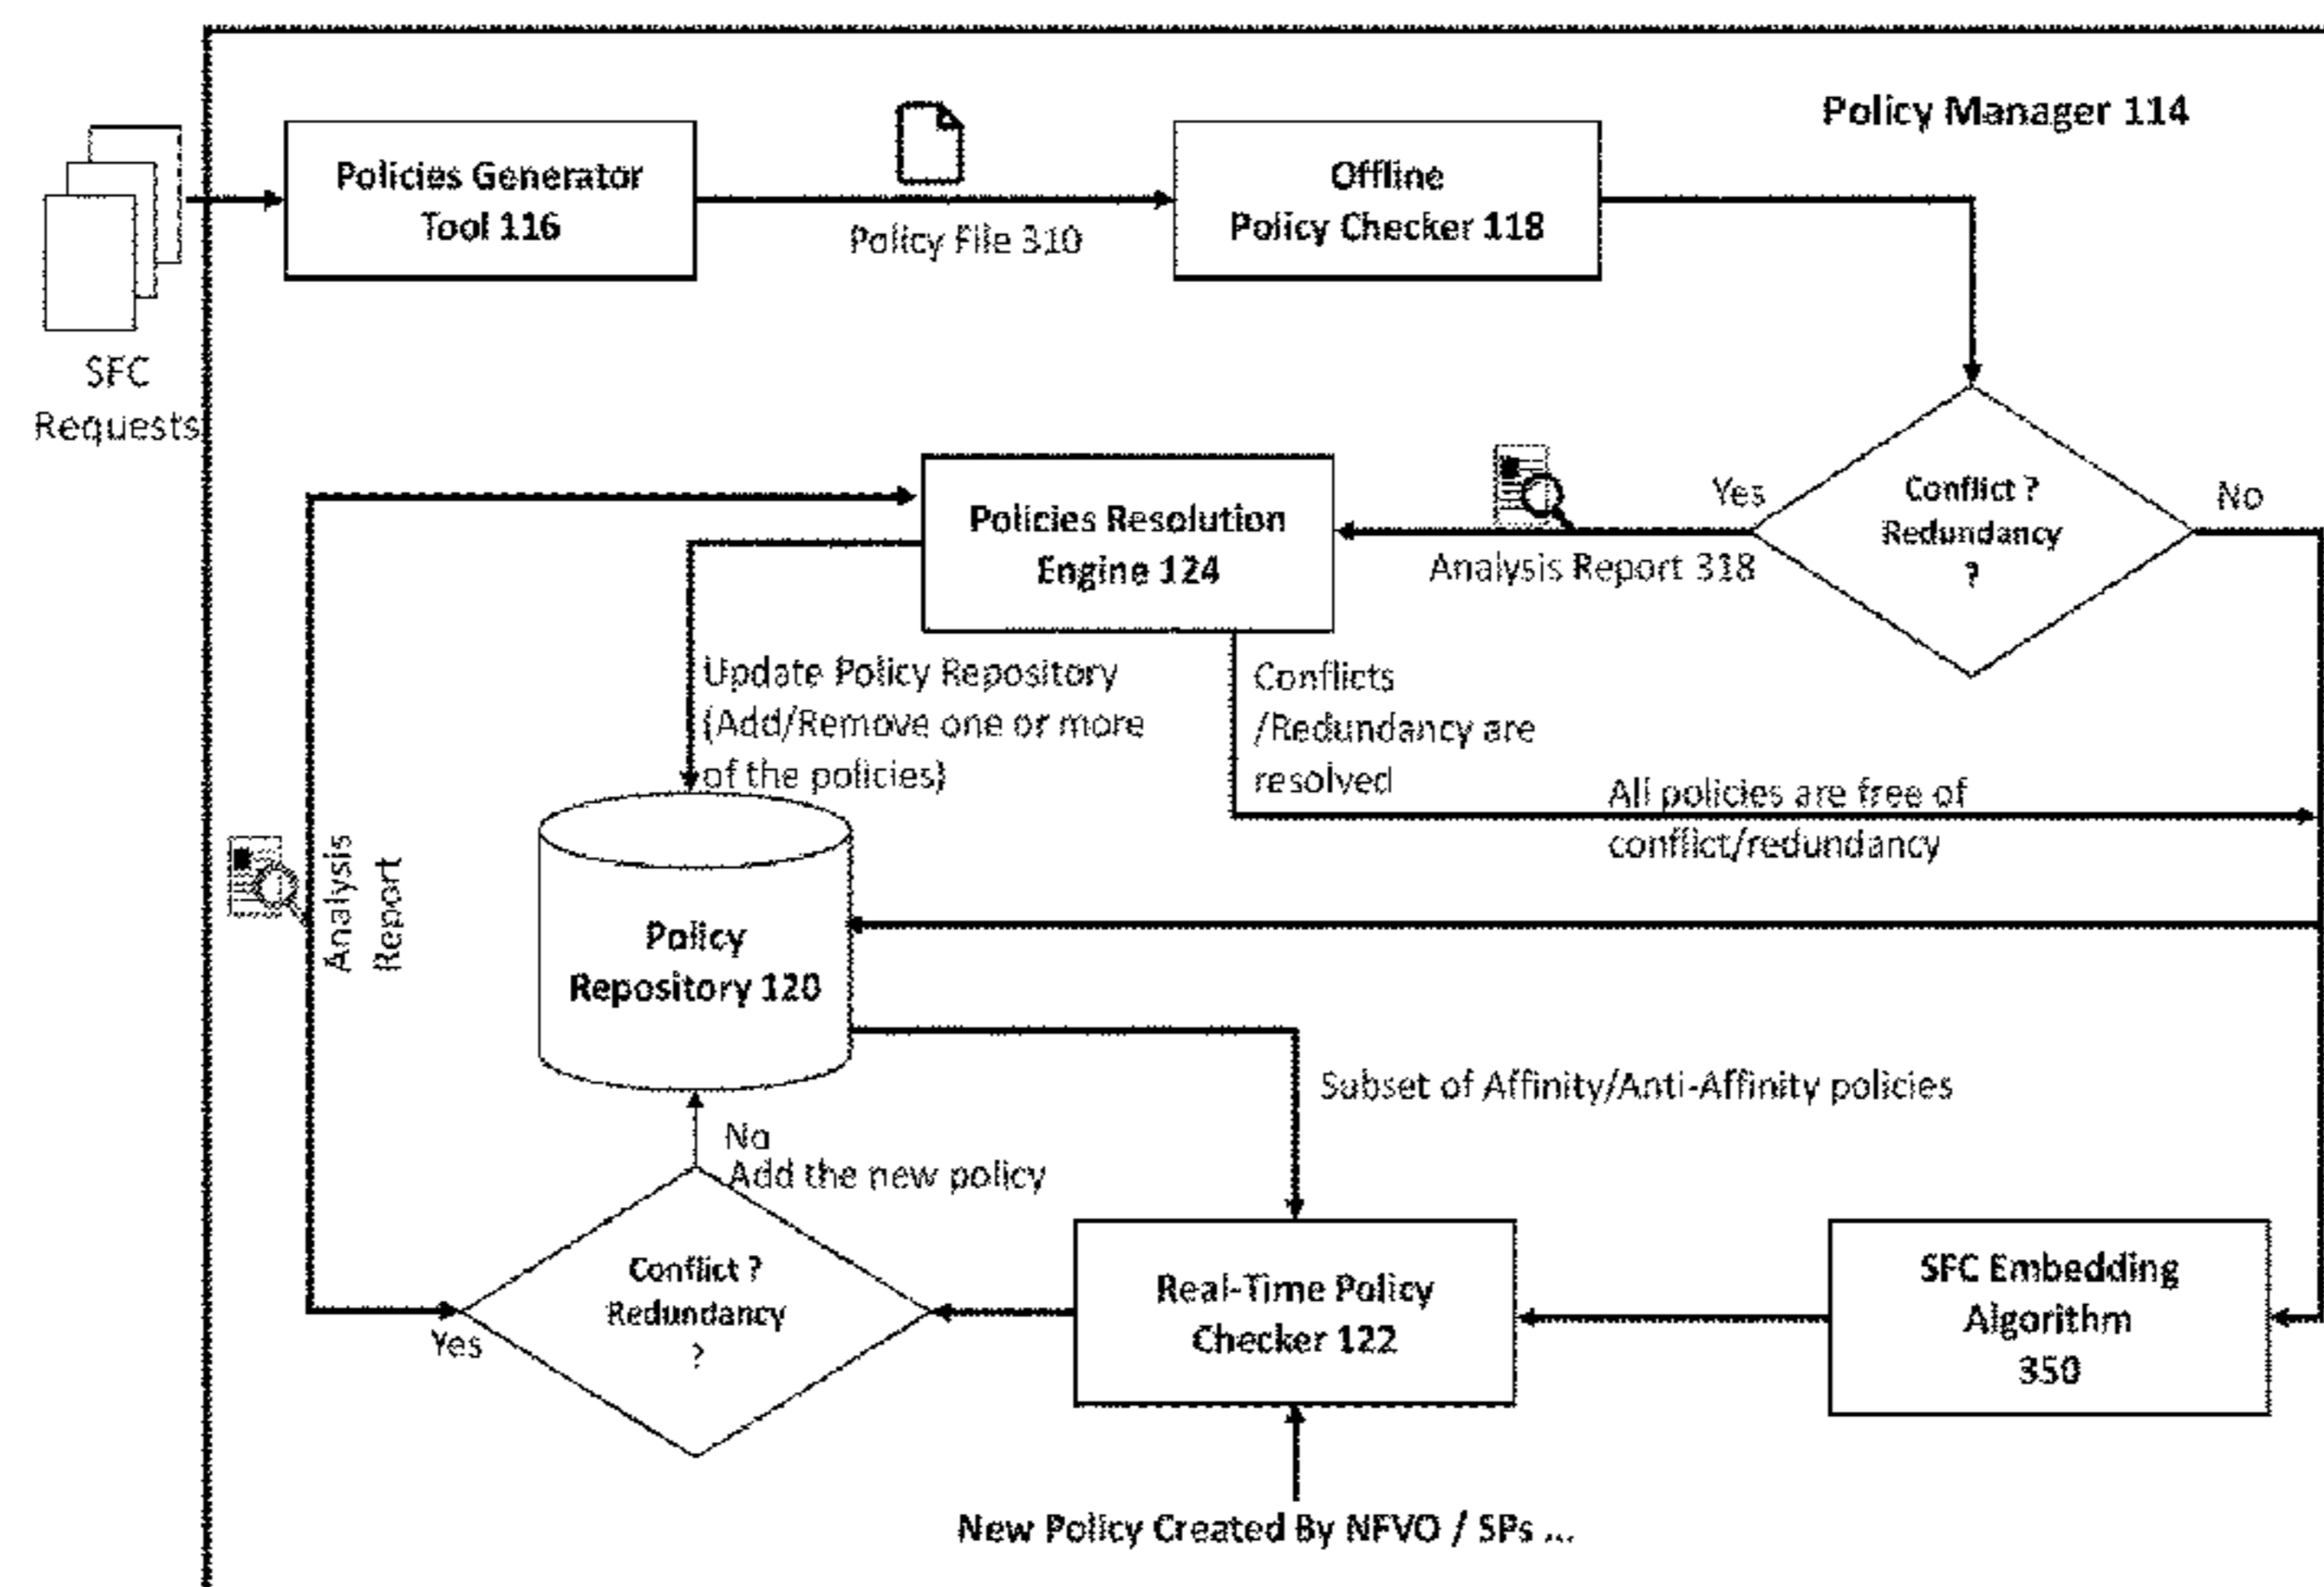 Policy Manager 114
Policies Generator
Tool 116
Policy File 310
Offline
Policy Checker 118
SFC
Requests
Policies Resolution
Engine 124
Yes
Analysis Report 318
Conflict ?
Redundancy
?
No
Update Policy Repository
(Add/Remove one or more
of the policies)
Conflicts
/Redundancy are
resolved
All policies are free of
conflict/redundancy
Analysis
Report
Policy
Repository 120
Subset of Affinity/Anti-Affinity policies
No
Add the new policy
Conflict ?
Redundancy
?
Yes
Real-Time Policy
Checker 122
SFC Embedding
Algorithm
350
New Policy Created By NFVO / SPs ...